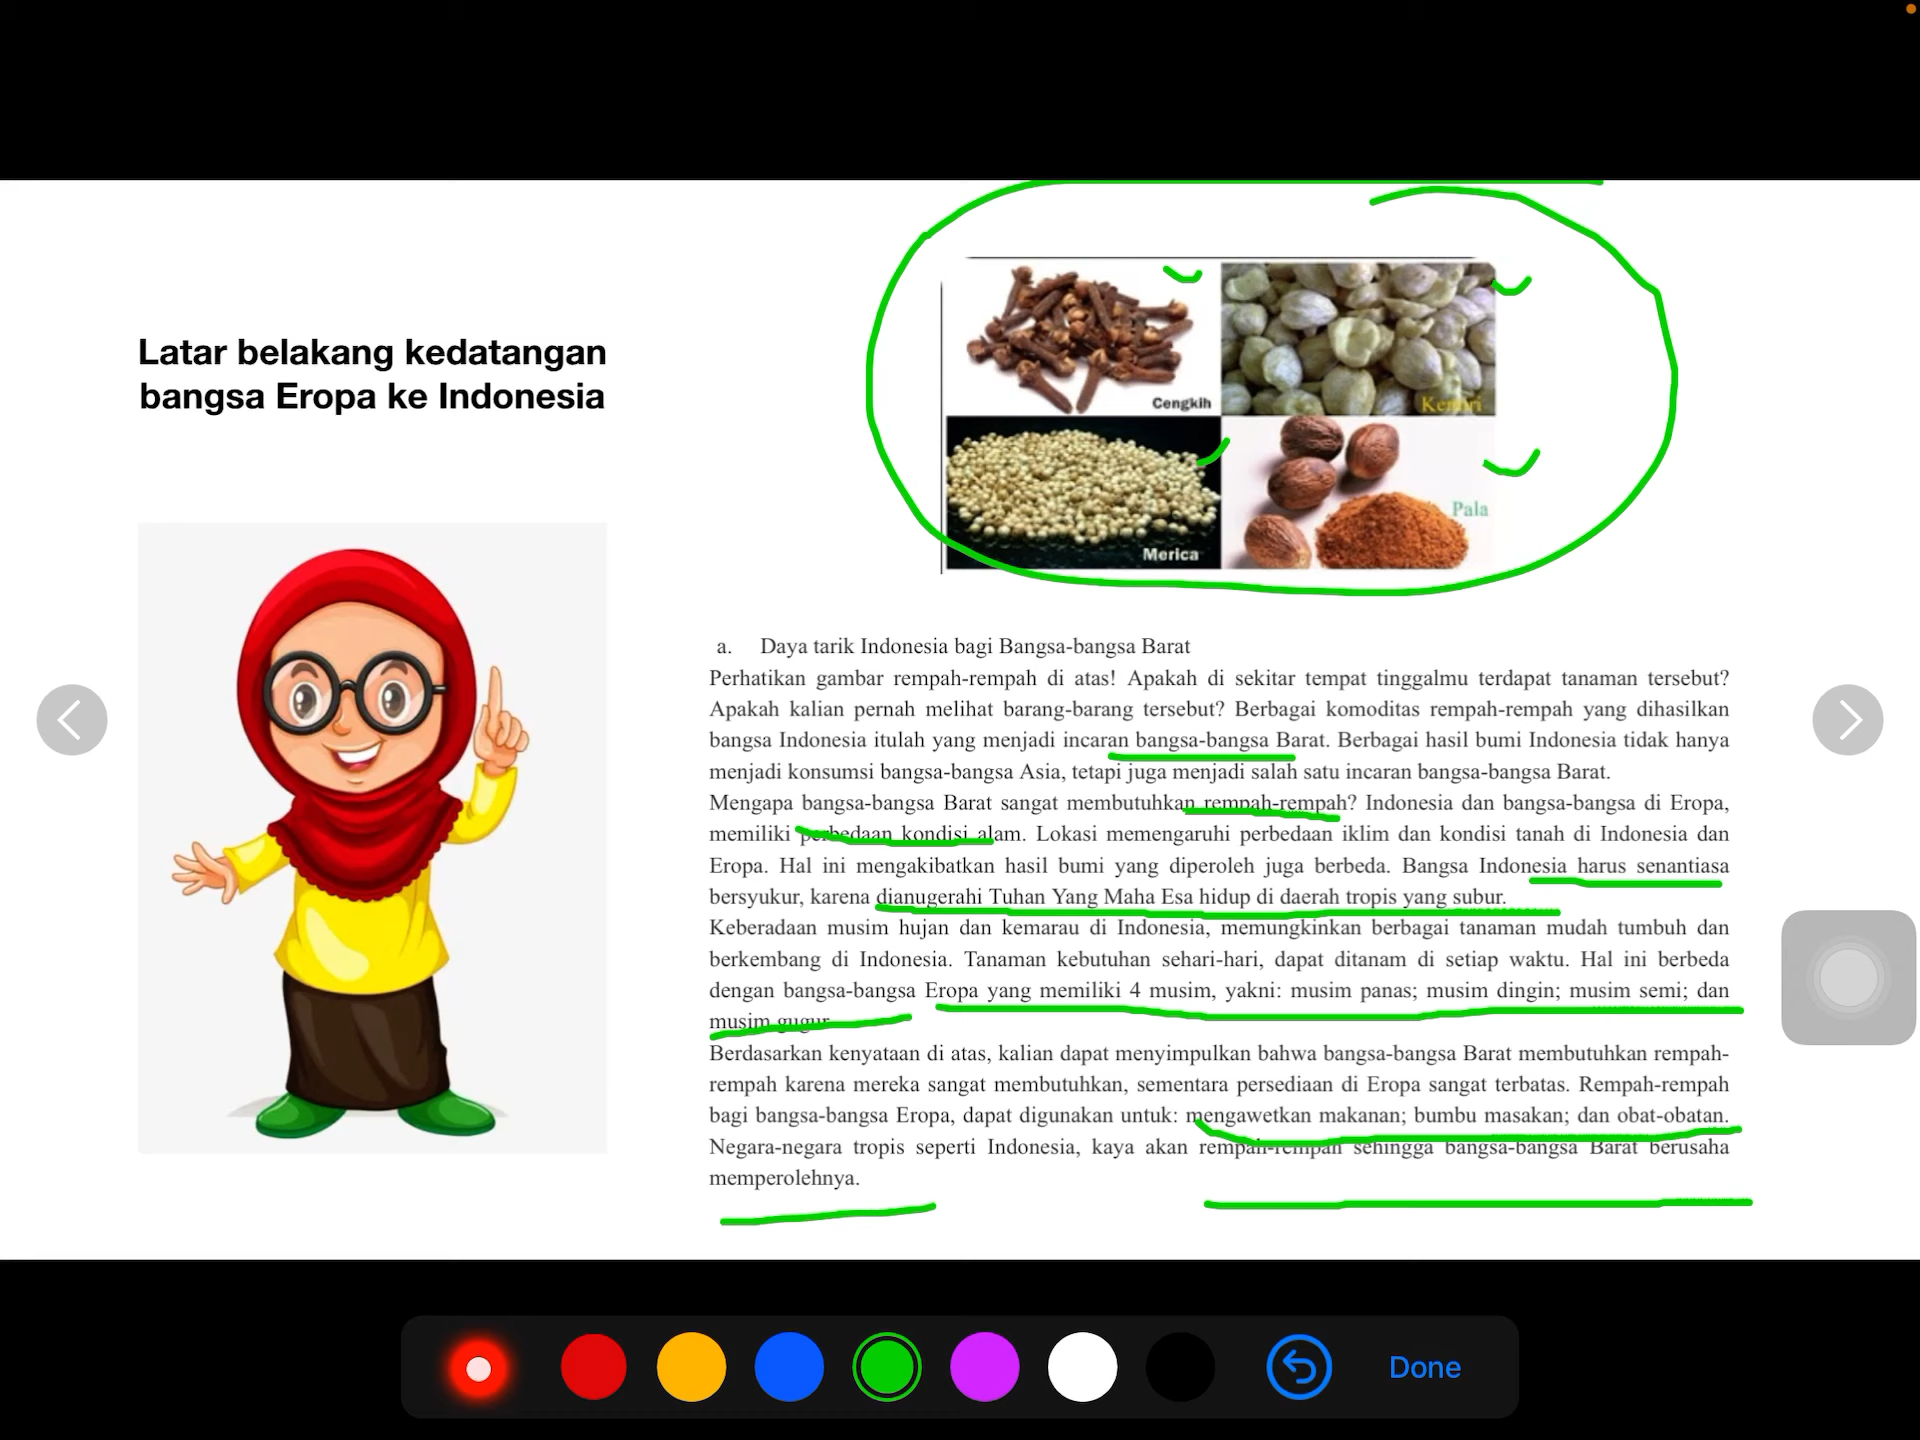 Latar belakang kedatangan
bangsa Eropa ke Indonesia
Cengkih
Kemiri
Merica
Pala
a. Daya tarik Indonesia bagi Bangsa-bangsa Barat
Perhatikan gambar rempah-rempah di atas! Apakah di sekitar tempat tinggalmu terdapat tanaman tersebut?
Apakah kalian pernah melihat barang-barang tersebut? Berbagai komoditas rempah-rempah yang dihasilkan
bangsa Indonesia itulah yang menjadi incaran bangsa-bangsa Barat. Berbagai hasil bumi Indonesia tidak hanya
menjadi konsumsi bangsa-bangsa Asia, tetapi juga menjadi salah satu incaran bangsa-bangsa Barat.
Mengapa bangsa-bangsa Barat sangat membutuhkan rempah-rempah? Indonesia dan bangsa-bangsa di Eropa,
memiliki perbedaan kondisi alam. Lokasi memengaruhi perbedaan iklim dan kondisi tanah di Indonesia dan
Eropa. Hal ini mengakibatkan hasil bumi yang diperoleh juga berbeda. Bangsa Indonesia harus senantiasa
bersyukur, karena dianugerahi Tuhan Yang Maha Esa hidup di daerah tropis yang subur.
Keberadaan musim hujan dan kemarau di Indonesia, memungkinkan berbagai tanaman mudah tumbuh dan
berkembang di Indonesia. Tanaman kebutuhan sehari-hari, dapat ditanam di setiap waktu. Hal ini berbeda
dengan bangsa-bangsa Eropa yang memiliki 4 musim, yakni: musim panas; musim dingin; musim semi; dan
musim gugur.
Berdasarkan kenyataan di atas, kalian dapat menyimpulkan bahwa bangsa-bangsa Barat membutuhkan rempah-
rempah karena mereka sangat membutuhkan, sementara persediaan di Eropa sangat terbatas. Rempah-rempah
bagi bangsa-bangsa Eropa, dapat digunakan untuk: mengawetkan makanan; bumbu masakan; dan obat-obatan.
Negara-negara tropis seperti Indonesia, kaya akan rempah-rempah sehingga bangsa-bangsa Barat berusaha
memperolehnya.
Done